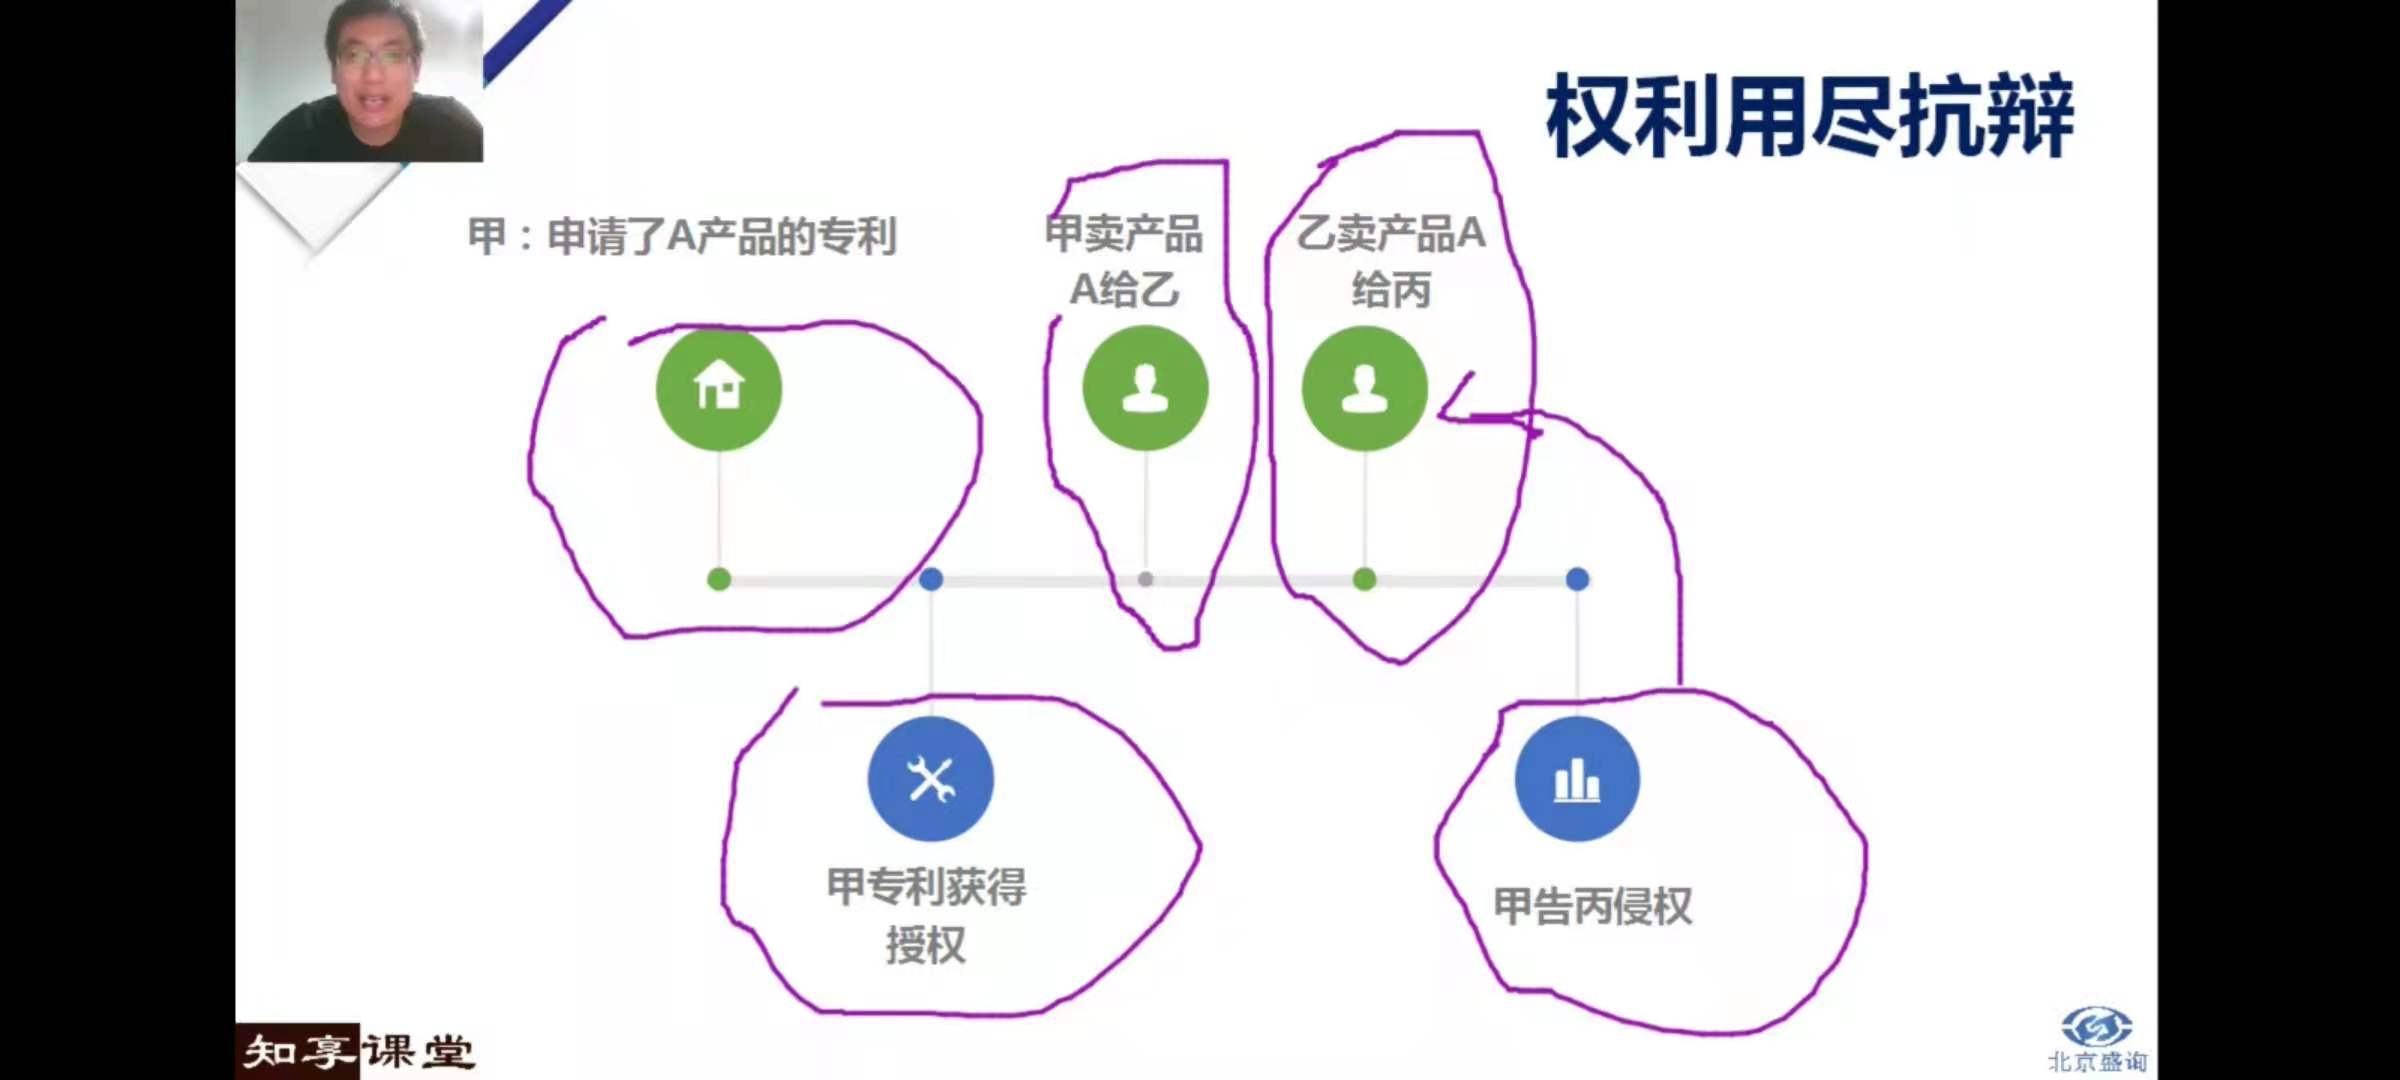 权利用尽抗辩
甲：申请了A产品的专利
甲卖产品
A给乙
乙卖产品A
给丙
甲专利获得
授权
甲告丙侵权
知享课堂
北京盛询